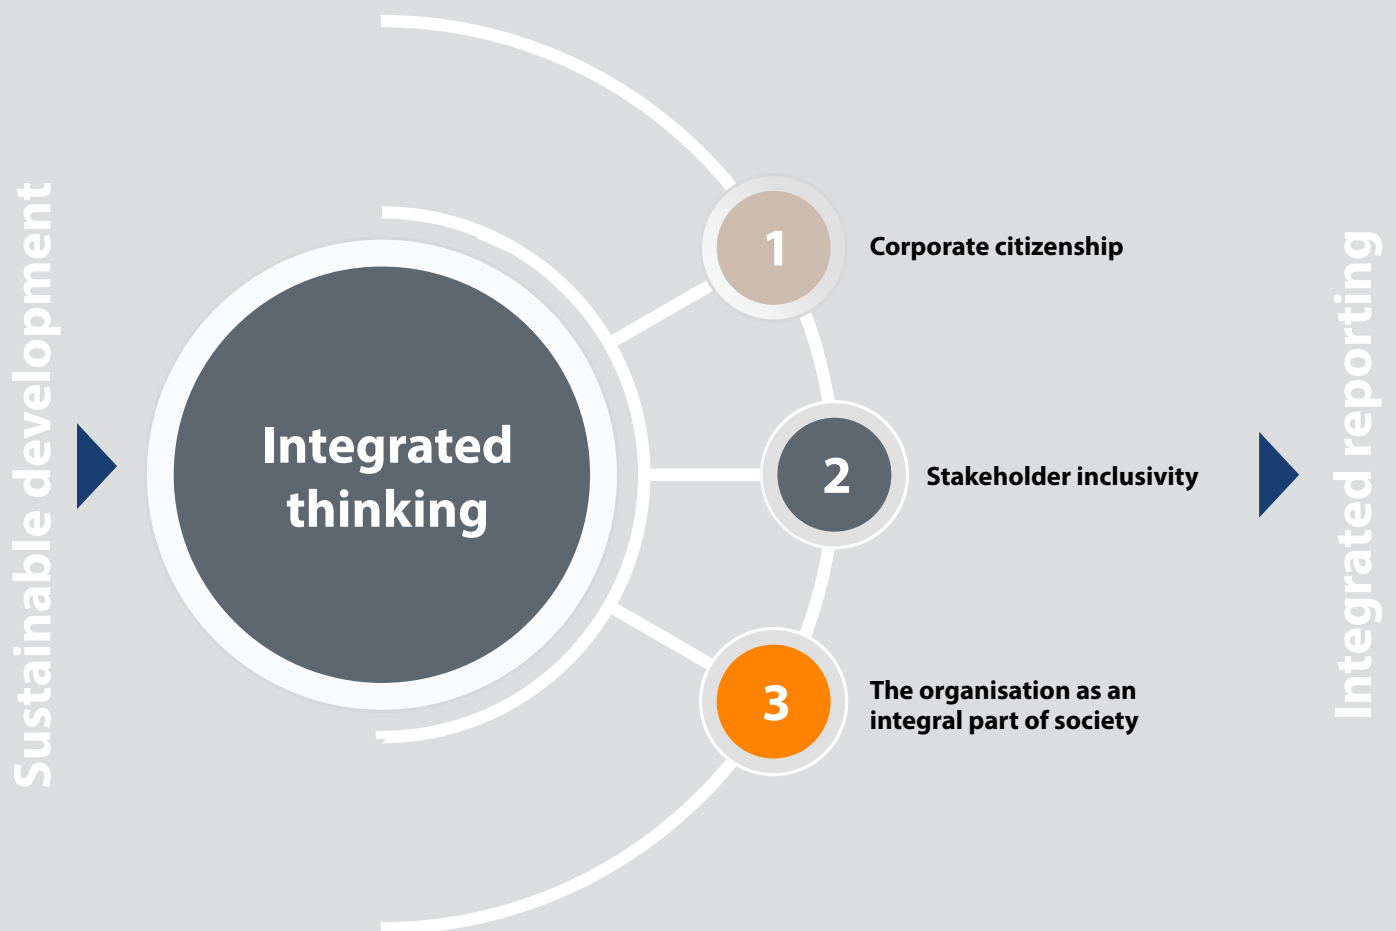 Sustainable development
Integrated
thinking
1
Corporate citizenship
2
Stakeholder inclusivity
3
The organisation as an
integral part of society
Integrated reporting